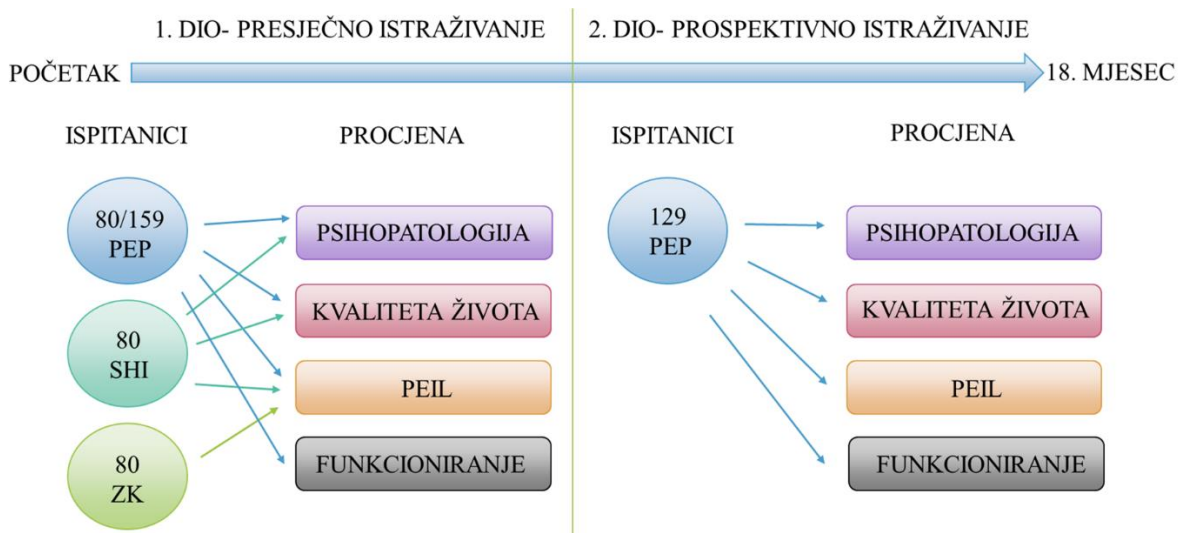 1. DIO- PRESJEČNO ISTRAŽIVANJE
2. DIO- PROSPEKTIVNO ISTRAŽIVANJE
POČETAK
18. MJESEC
ISPITANICI
PROCJENA
80/159
PEP
80
SHI
80
ZK
PSIHOPATOLOGIJA
KVALITETA ŽIVOTA
PEIL
FUNKCIONIRANJE
ISPITANICI
PROCJENA
129
PEP
PSIHOPATOLOGIJA
KVALITETA ŽIVOTA
PEIL
FUNKCIONIRANJE